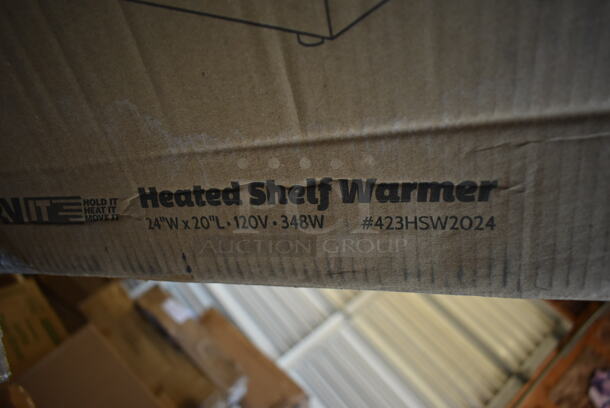 HOLD IT
HEAT IT
MOVE IT
Heated Shelf Warmer
24"W x 20"L • 120V • 348W #423HSW2024
AUCTION GROUP